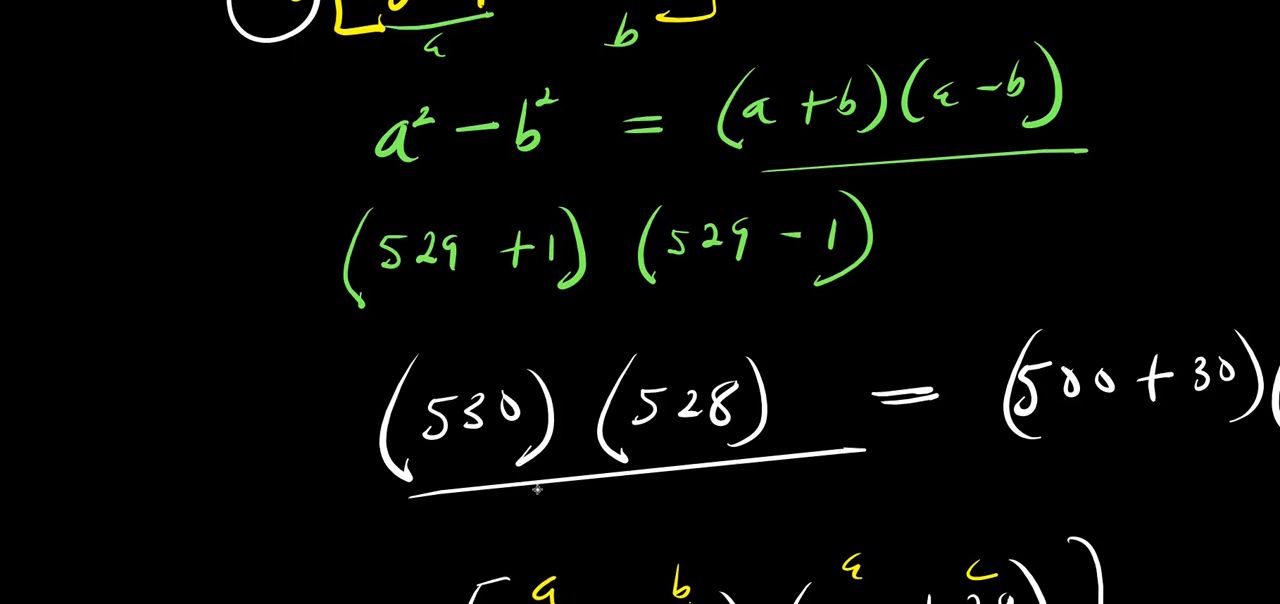 a b
a² - b² = (a + b)(a - b)
(529 + 1) (529 - 1)
(530) (528) = (500 + 30)(
a b a c